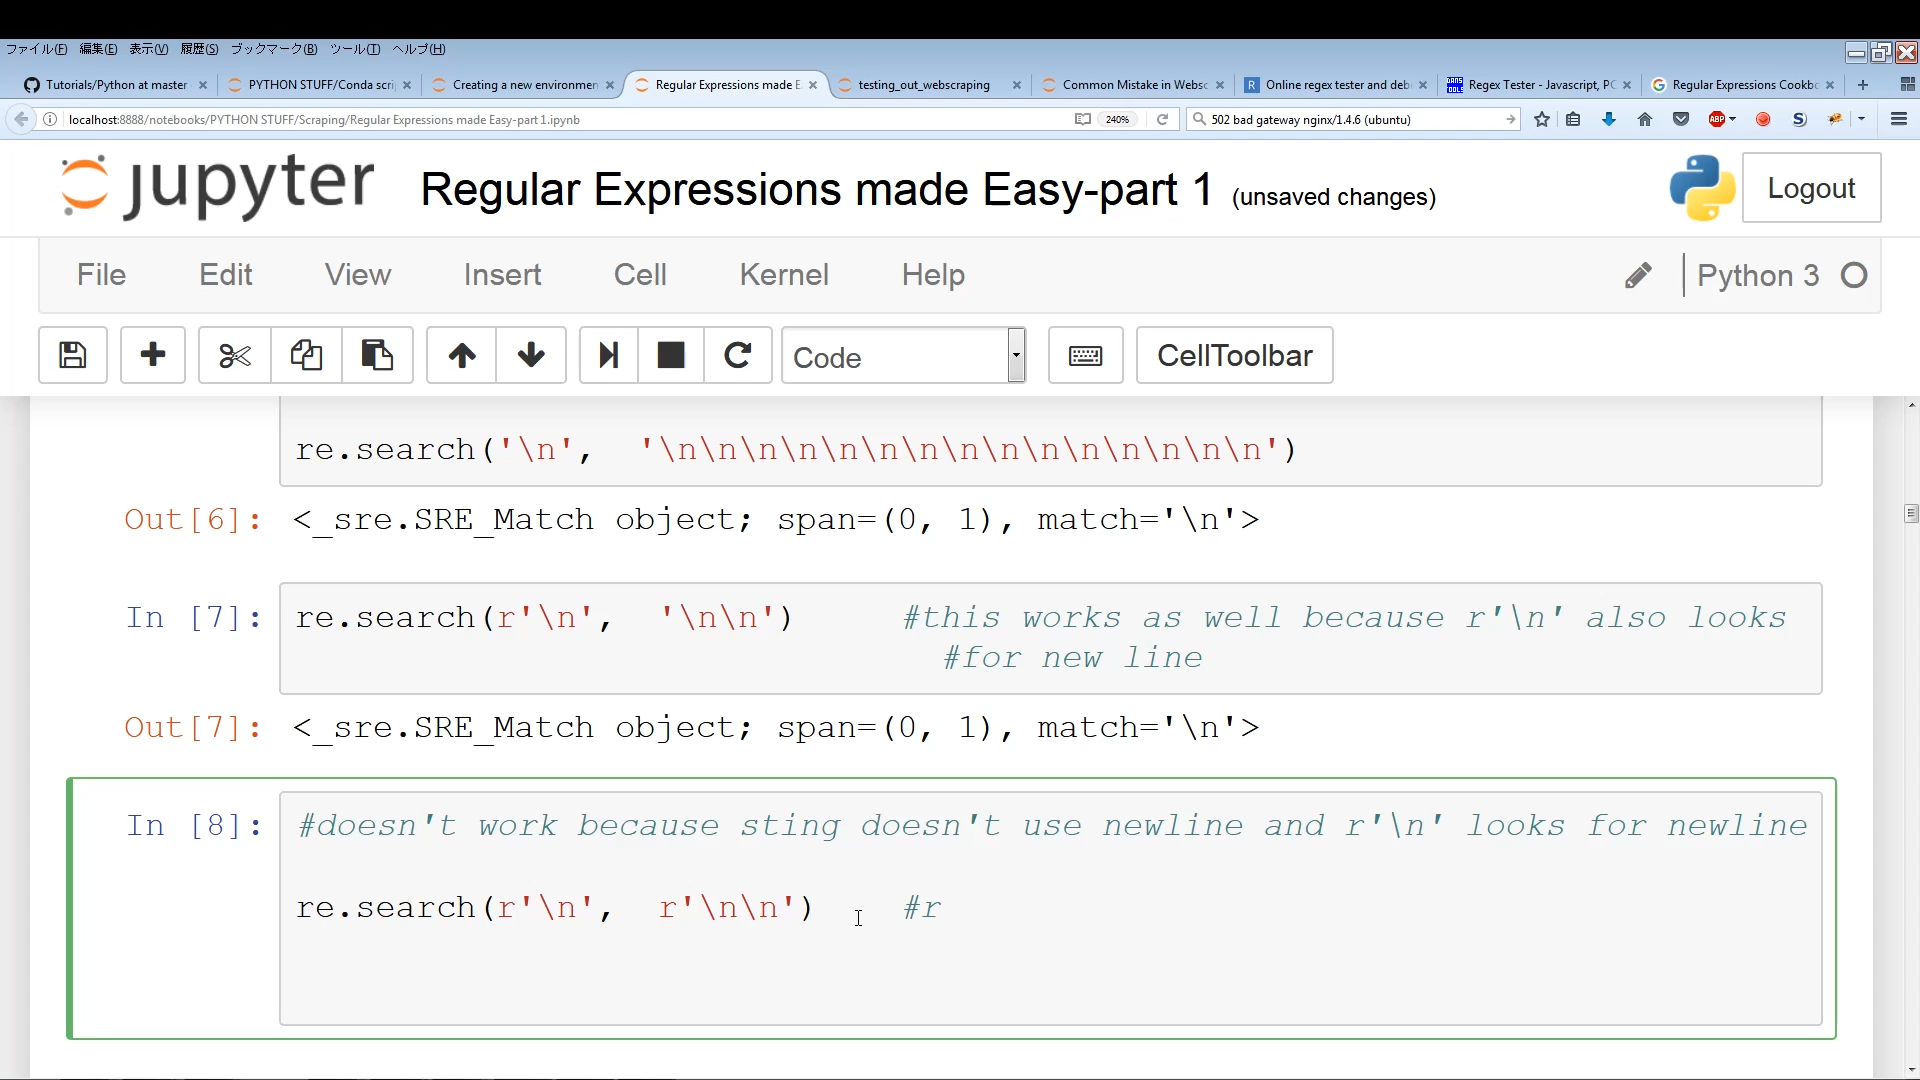 ファイル(F) 編集(E) 表示(V) 履歴(S) ブックマーク(B) ツール(T) ヘルプ(H)
Tutorials/Python at master PYTHON STUFF/Conda scri Creating a new environmen Regular Expressions made E testing_out_webscraping Common Mistake in Websc Online regex tester and deb Regex Tester - Javascript, PC Regular Expressions Cookbo
localhost:8888/notebooks/PYTHON STUFF/Scraping/Regular Expressions made Easy-part 1.ipynb 240% 502 bad gateway nginx/1.4.6 (ubuntu) ABP
jupyter Regular Expressions made Easy-part 1 (unsaved changes) Logout
File Edit View Insert Cell Kernel Help Python 3
Code CellToolbar
re.search('\n', '\n\n\n\n\n\n\n\n\n\n\n\n\n\n\n')
Out[6]: <_sre.SRE_Match object; span=(0, 1), match='\n'>
In [7]: re.search(r'\n', '\n\n') #this works as well because r'\n' also looks
#for new line
Out[7]: <_sre.SRE_Match object; span=(0, 1), match='\n'>
In [8]: #doesn't work because sting doesn't use newline and r'\n' looks for newline
re.search(r'\n', r'\n\n') #r